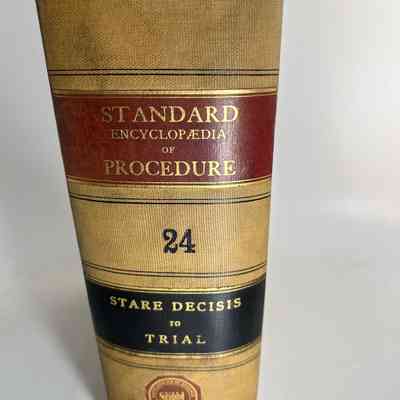 STANDARD
ENCYCLOPÆDIA
OF
PROCEDURE
24
STARE DECISIS
TO
TRIAL